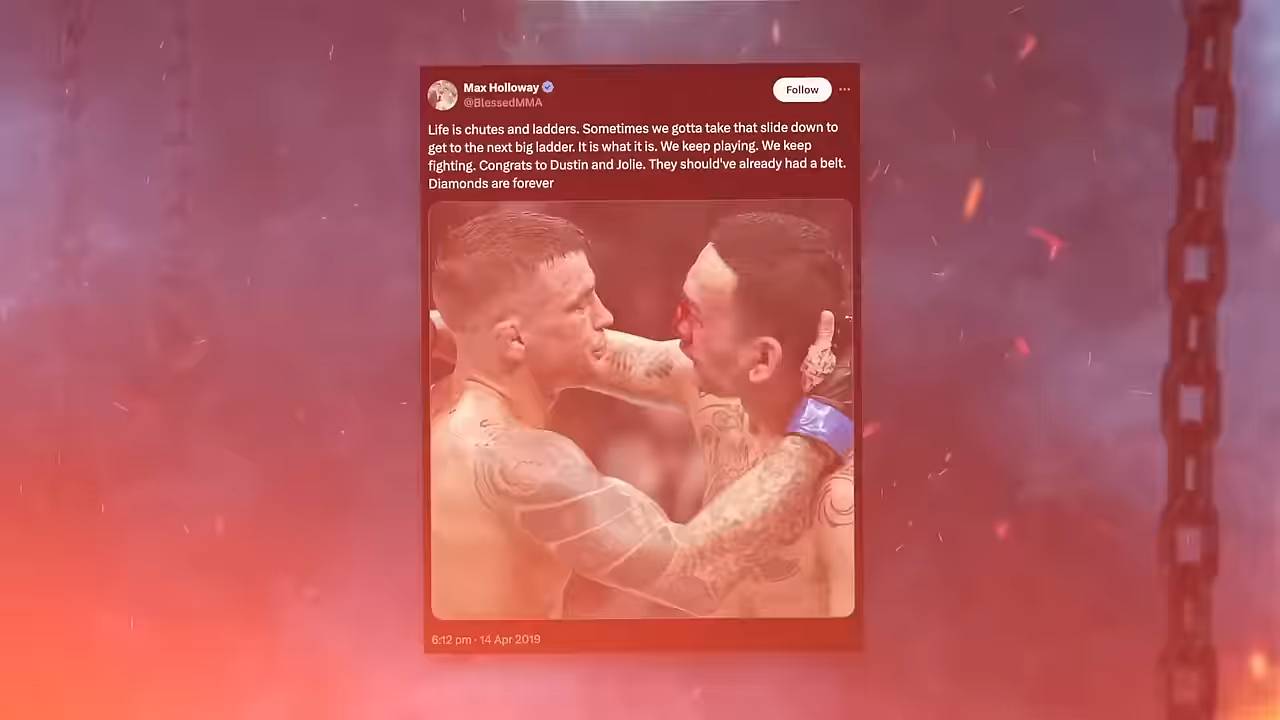 Max Holloway
@BlessedMMA
Follow
Life is chutes and ladders. Sometimes we gotta take that slide down to
get to the next big ladder. It is what it is. We keep playing. We keep
fighting. Congrats to Dustin and Jolie. They should've already had a belt.
Diamonds are forever
6:12 pm · 14 Apr 2019